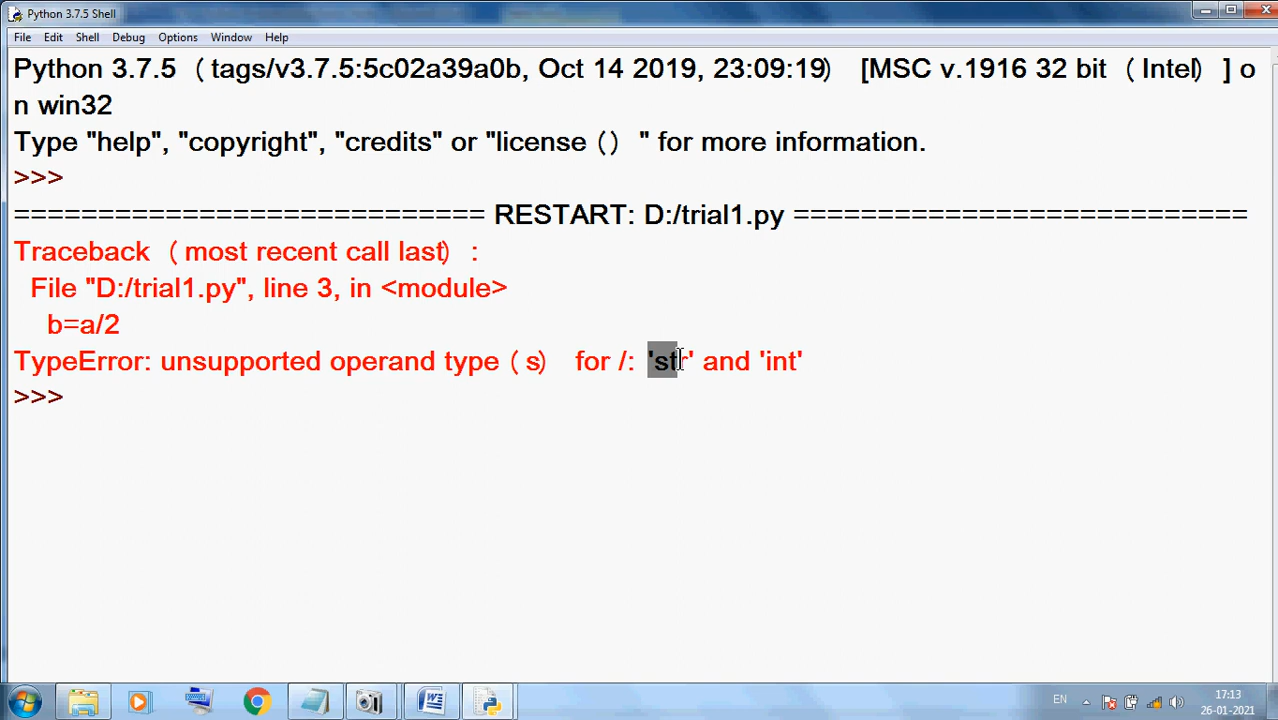 Python 3.7.5 Shell
File Edit Shell Debug Options Window Help
Python 3.7.5 (tags/v3.7.5:5c02a39a0b, Oct 14 2019, 23:09:19) [MSC v.1916 32 bit (Intel) ] o
n win32
Type "help", "copyright", "credits" or "license () " for more information.
>>>
============================ RESTART: D:/trial1.py ===========================
Traceback (most recent call last) :
File "D:/trial1.py", line 3, in <module>
b=a/2
TypeError: unsupported operand type (s) for /: 'str' and 'int'
>>>
EN
17:13
26-01-2021